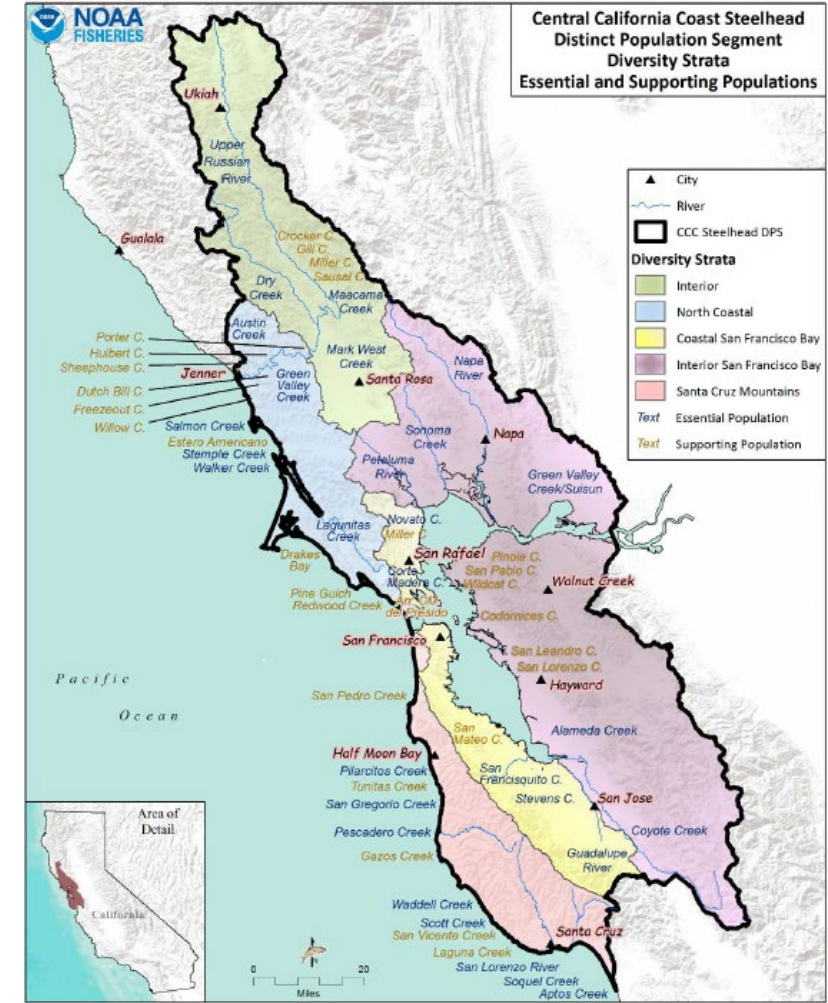 NOAA
FISHERIES
Central California Coast Steelhead
Distinct Population Segment
Diversity Strata
Essential and Supporting Populations
City
River
CCC Steelhead DPS
Diversity Strata
Interior
North Coastal
Coastal San Francisco Bay
Interior San Francisco Bay
Santa Cruz Mountains
Text Essential Population
Text Supporting Population
Ukiah
Upper
Russian
River
Gualala
Crocker C.
Gill C.
Miller C.
Sausal C.
Dry
Creek
Maacama
Creek
Austin
Creek
Porter C.
Hulbert C.
Sheephouse C.
Jenner
Dutch Bill C.
Freezeout C.
Willow C.
Mark West
Creek
Green
Valley
Creek
Santa Rosa
Napa
River
Salmon Creek
Estero Americano
Stemple Creek
Walker Creek
Sonoma
Creek
Napa
Petaluma
River
Green Valley
Creek/Suisun
Lagunitas
Creek
Novato C.
Miller C
San Rafael
Drakes
Bay
Corte
Madera C.
Pinole C.
San Pablo C.
Wildcat C.
Walnut Creek
Pine Gulch
Redwood Creek
Arr. CM
del Presido
Codornices C.
San Francisco
San Leandro C.
San Lorenzo C.
Hayward
Pacific
Ocean
San Pedro Creek
San
Mateo C.
Alameda Creek
Half Moon Bay
Pilarcitos Creek
Tunitas Creek
San Gregorio Creek
San
Francisquito C.
Stevens C.
San Jose
Pescadero Creek
Coyote Creek
Gazos Creek
Guadalupe
River
Area of
Detail
California
Waddell Creek
Scott Creek
San Vicente Creek
Laguna Creek
Santa Cruz
San Lorenzo River
Soquel Creek
Aptos Creek
0 20
Miles